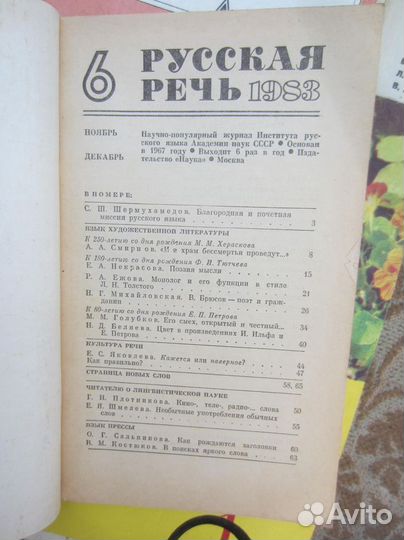 6 РУССКАЯ
РЕЧЬ 1983
НОЯБРЬ
ДЕКАБРЬ
Научно-популярный журнал Института рус-
ского языка Академии наук СССР ● Основан
в 1967 году ● Выходит 6 раз в год ● Изда-
тельство «Наука» ● Москва
В НОМЕРЕ:
С. Ш. Шермухамедов. Благородная и почетная
миссия русского языка 3
ЯЗЫК ХУДОЖЕСТВЕННОЙ ЛИТЕРАТУРЫ
К 250-летию со дня рождения М. М. Хераскова
А. А. Смирнов. «И в храм бессмертья проведут...» 8
К 180-летию со дня рождения Ф. И. Тютчева
Е. А. Некрасова. Поэзия мысли 15
Р. А. Ежова. Монолог и его функции в стиле
Л. Н. Толстого 21
Н. Г. Михайловская. В. Брюсов — поэт и граж-
данин 26
К 80-летию со дня рождения Е. П. Петрова
М. М. Голубков. Его смех, открытый и честный... 34
Н. Д. Беляева. Цвет в произведениях И. Ильфа и
Е. Петрова 40
КУЛЬТУРА РЕЧИ
Е. С. Яковлева. Кажется или наверное? 44
Как правильно? 47
СТРАНИЦА НОВЫХ СЛОВ 58, 65
ЧИТАТЕЛЮ О ЛИНГВИСТИЧЕСКОЙ НАУКЕ
Г. И. Плотникова. Кино-, теле-, радио-... слова 50
Е. Н. Шмелева. Необычные употребления обычных
слов 55
ЯЗЫК ПРЕССЫ
О. Г. Сальникова. Как рождаются заголовки 60
В. М. Костюков. В поисках яркого слова 63
Avito